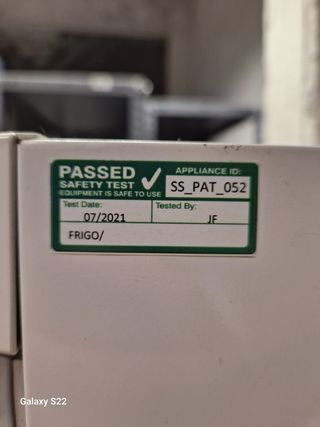 PASSED
SAFETY TEST
EQUIPMENT IS SAFE TO USE
APPLIANCE ID:
SS_PAT_052
Test Date:
07/2021
Tested By:
JF
FRIGO/
Galaxy S22